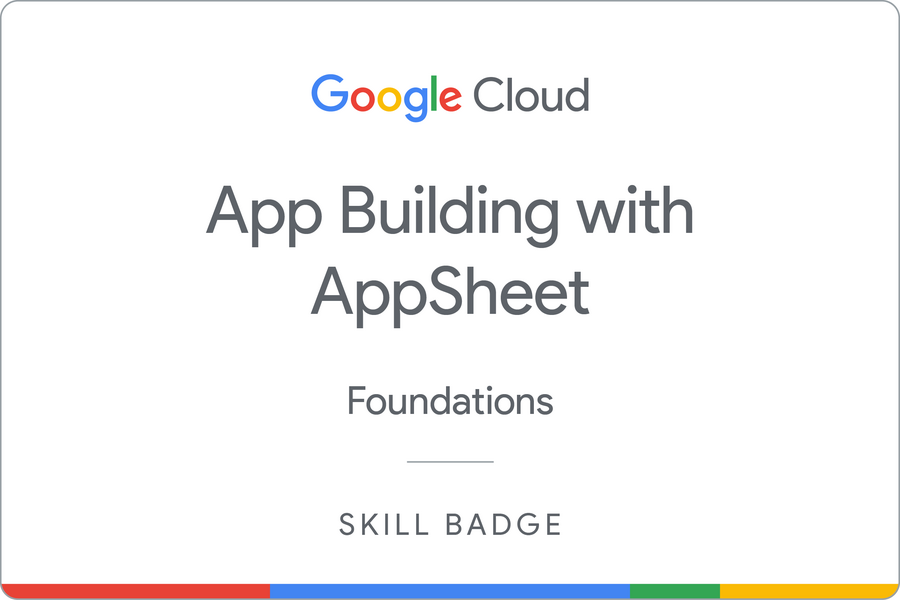 Google Cloud
App Building with
AppSheet
Foundations
SKILL BADGE